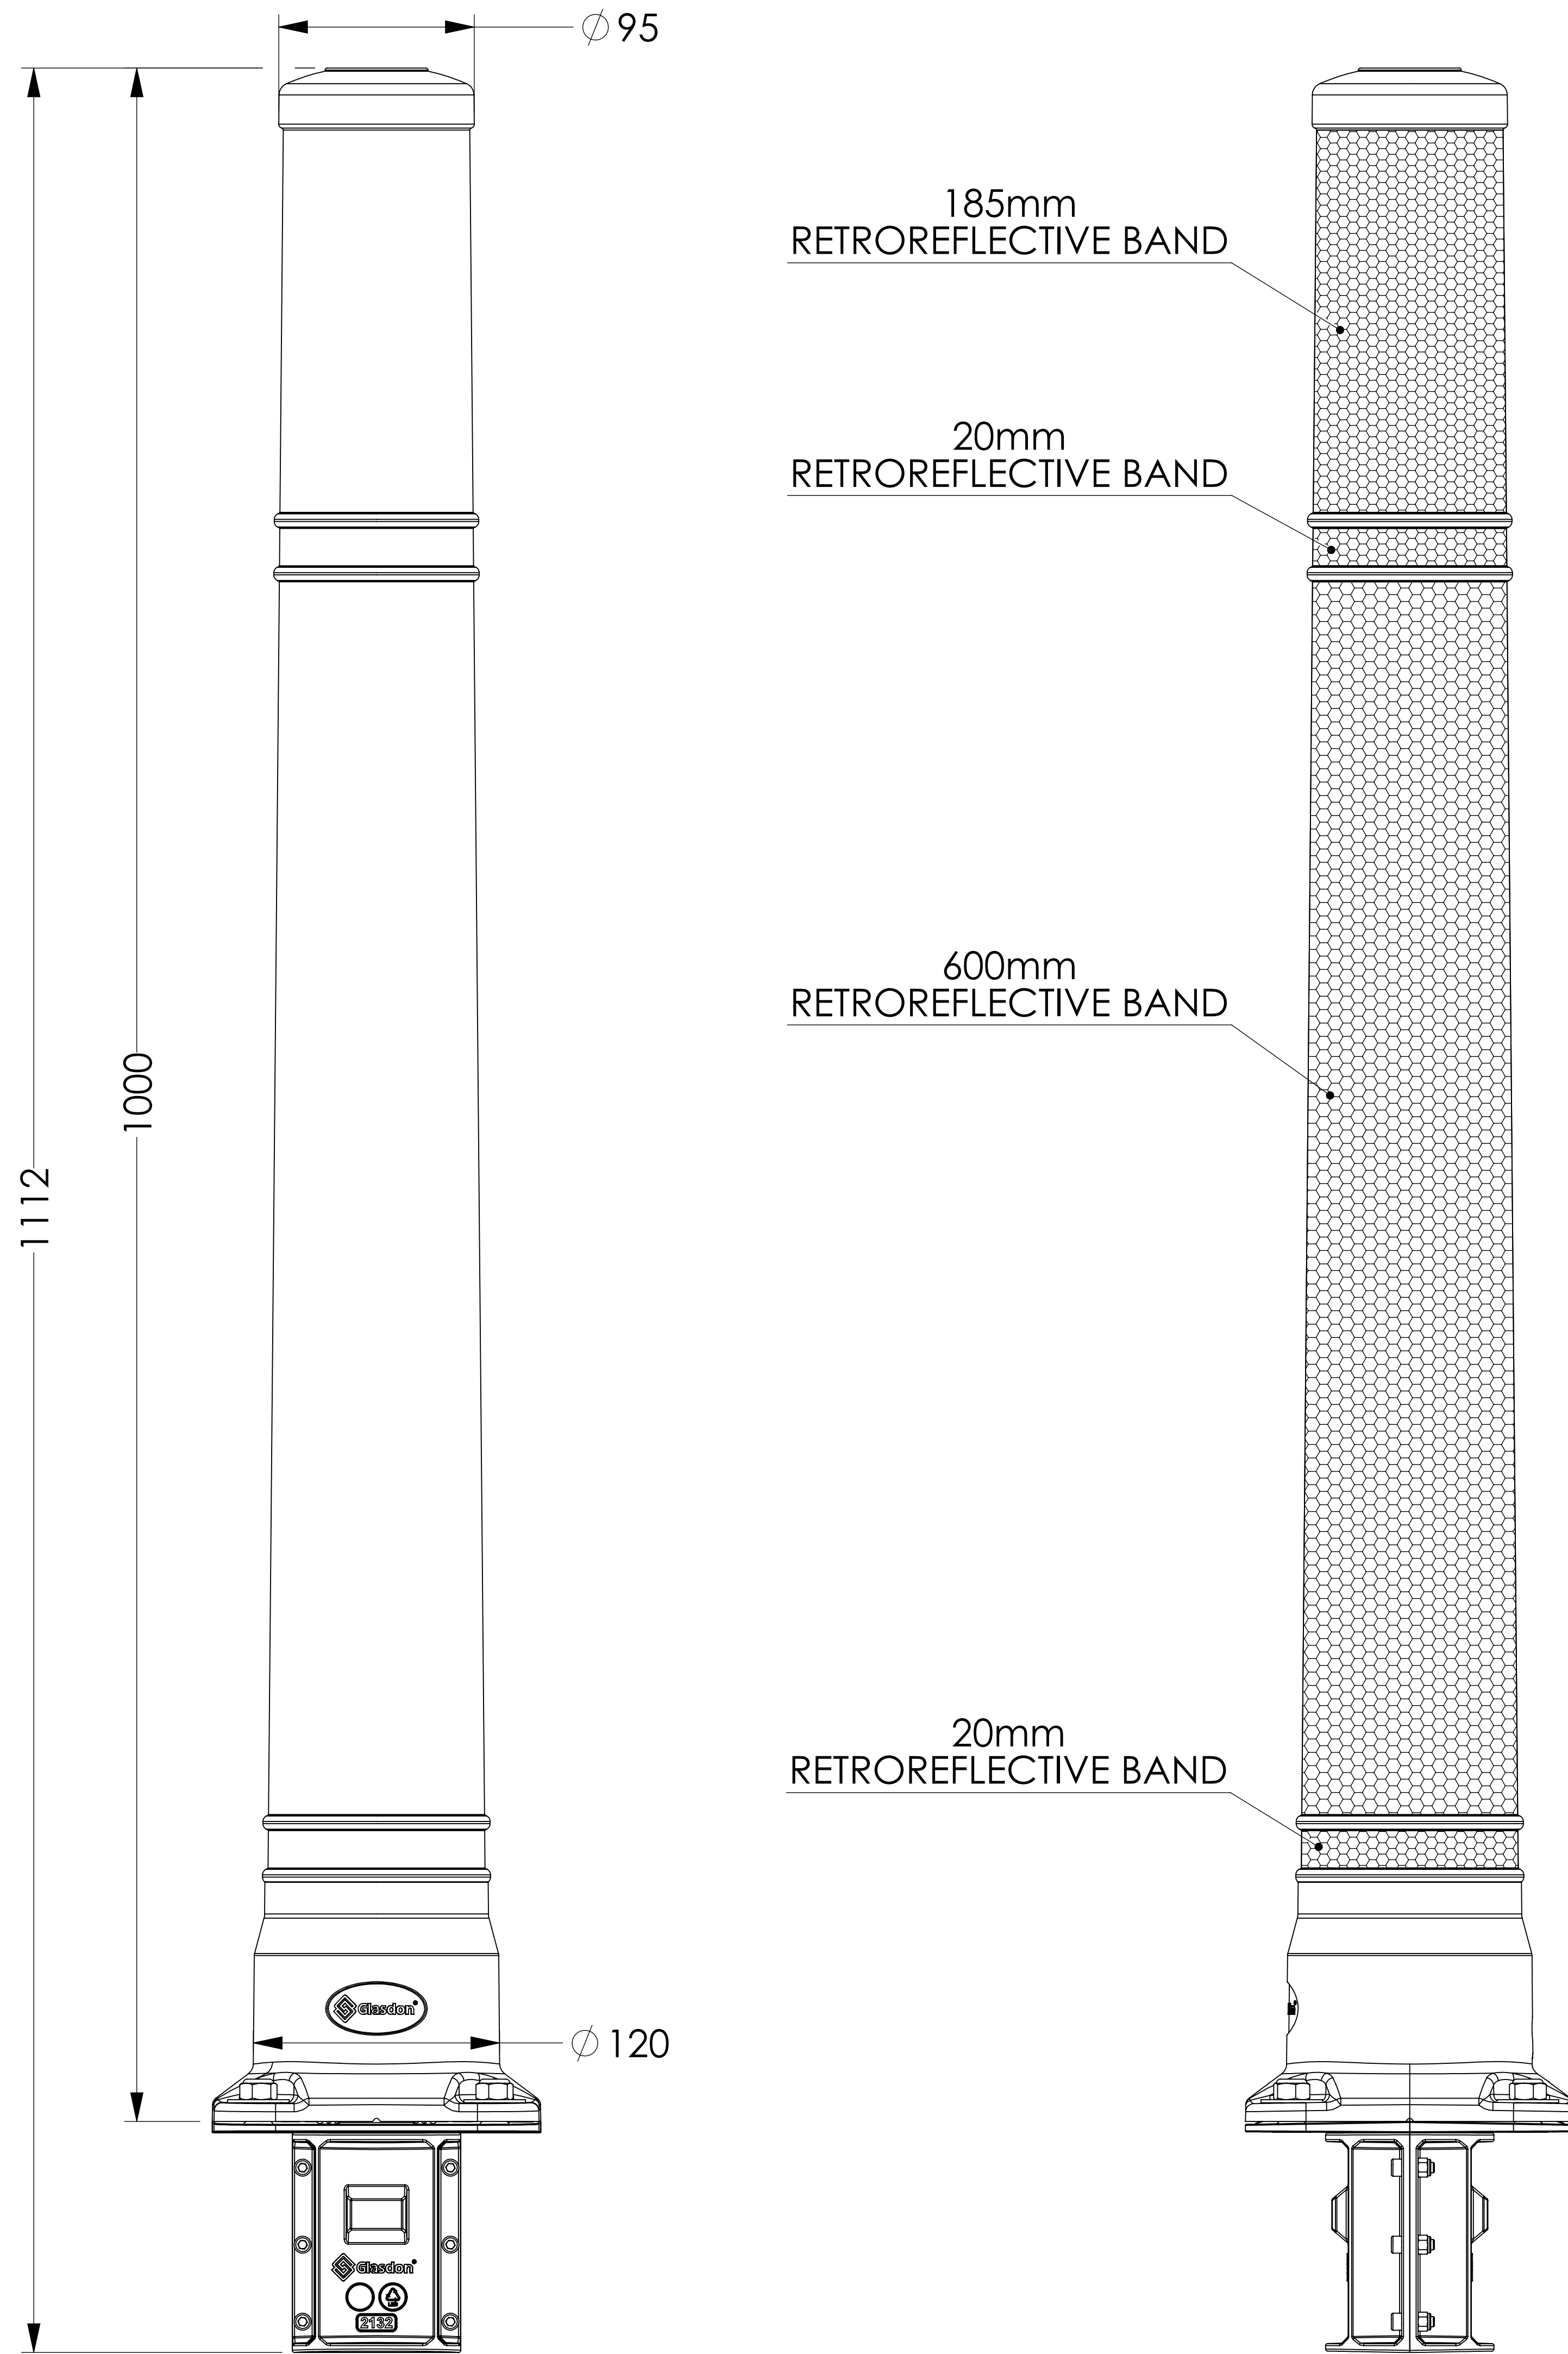 ⌀ 95
185mm
RETROREFLECTIVE BAND
20mm
RETROREFLECTIVE BAND
600mm
RETROREFLECTIVE BAND
1000
1112
20mm
RETROREFLECTIVE BAND
Glasdon®
⌀ 120
Glasdon®
2132